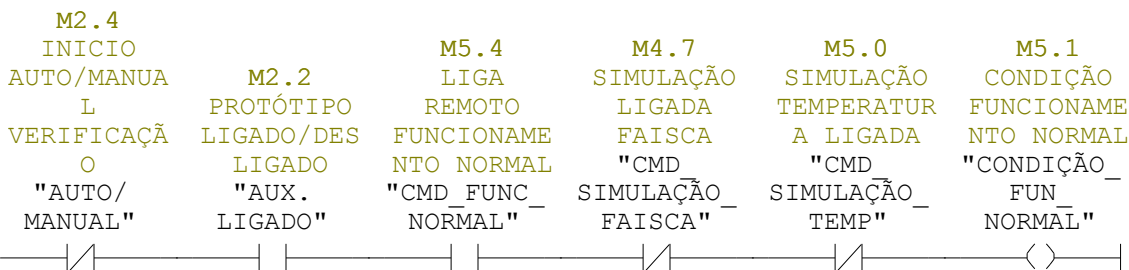 M2.4
INICIO
AUTO/MANUA
L
VERIFICAÇÃ
O
"AUTO/
MANUAL"
M2.2
PROTÓTIPO
LIGADO/DES
LIGADO
"AUX.
LIGADO"
M5.4
LIGA
REMOTO
FUNCIONAME
NTO NORMAL
"CMD_FUNC_
NORMAL"
M4.7
SIMULAÇÃO
LIGADA
FAISCA
"CMD_
SIMULAÇÃO_
FAISCA"
M5.0
SIMULAÇÃO
TEMPERATUR
A LIGADA
"CMD_
SIMULAÇÃO_
TEMP"
M5.1
CONDIÇÃO
FUNCIONAME
NTO NORMAL
"CONDIÇÃO_
FUN_
NORMAL"